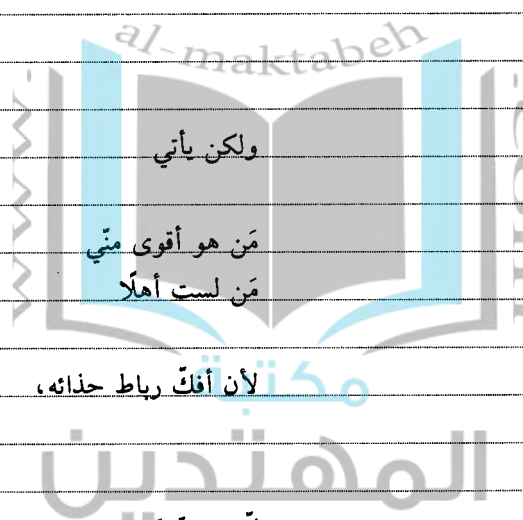 al-maktabeh
ولكن يأتي
مَن هو أقوى منّي
مَن لست أهلًا
لأن أفكّ رباط حذائه،
مكتبة
المهتدين